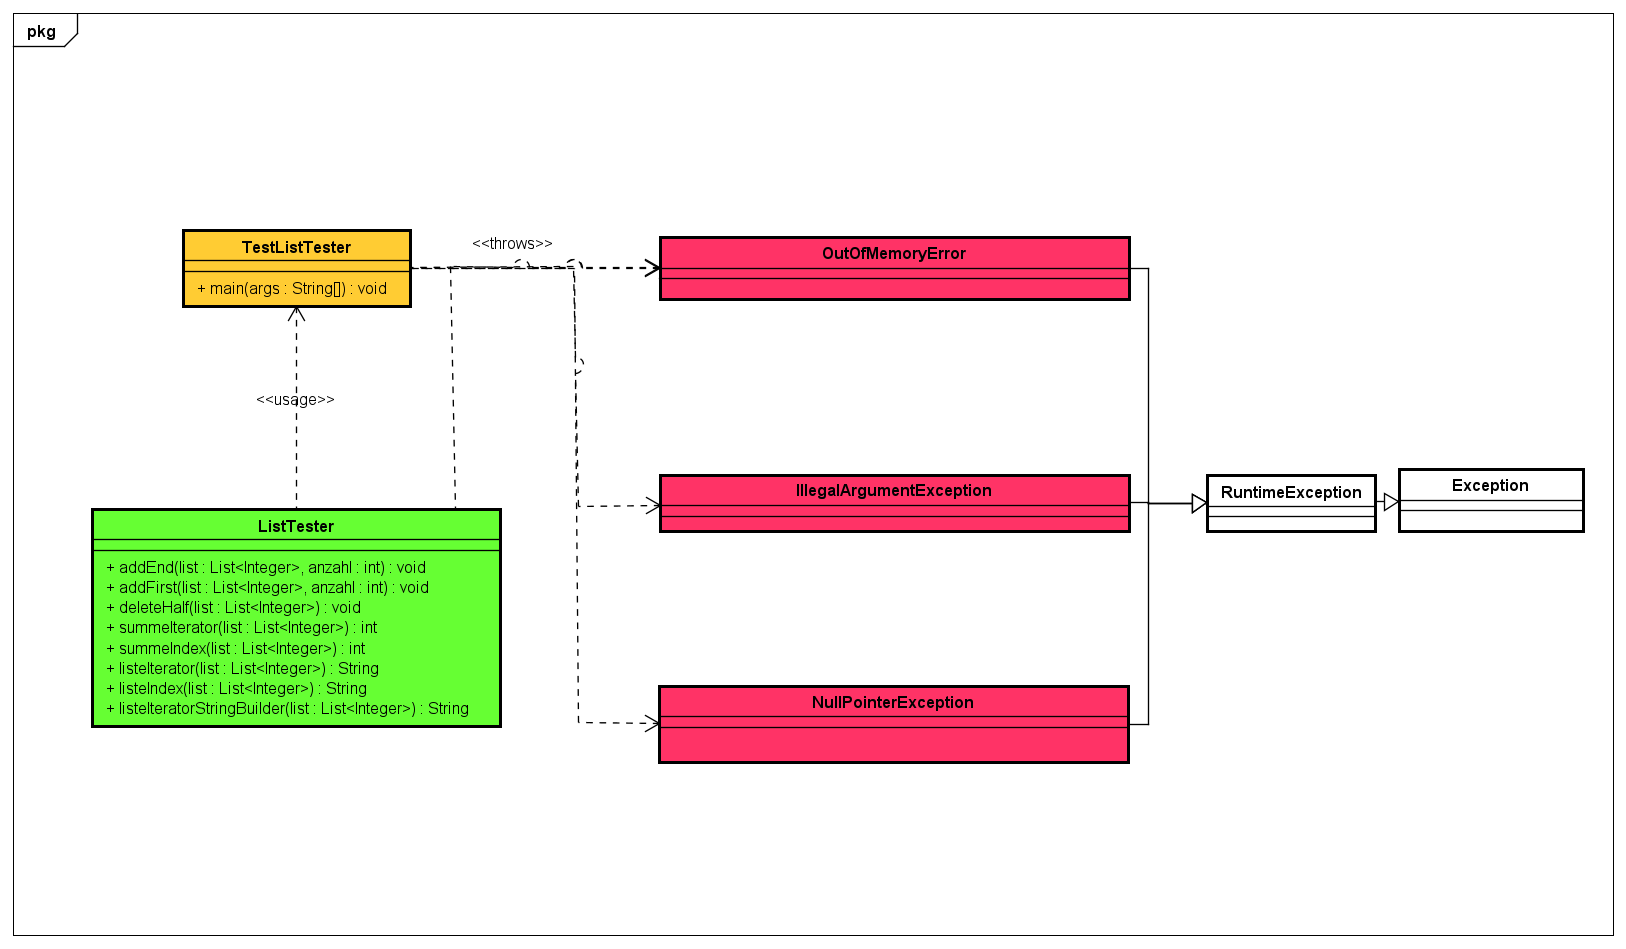 pkg
TestListTester
+ main(args : String[]) : void
<<throws>>
OutOfMemoryError
<<usage>>
IllegalArgumentException
RuntimeException
Exception
ListTester
+ addEnd(list : List<Integer>, anzahl : int) : void
+ addFirst(list : List<Integer>, anzahl : int) : void
+ deleteHalf(list : List<Integer>) : void
+ summeIterator(list : List<Integer>) : int
+ summeIndex(list : List<Integer>) : int
+ listeIterator(list : List<Integer>) : String
+ listeIndex(list : List<Integer>) : String
+ listeIteratorStringBuilder(list : List<Integer>) : String
NullPointerException